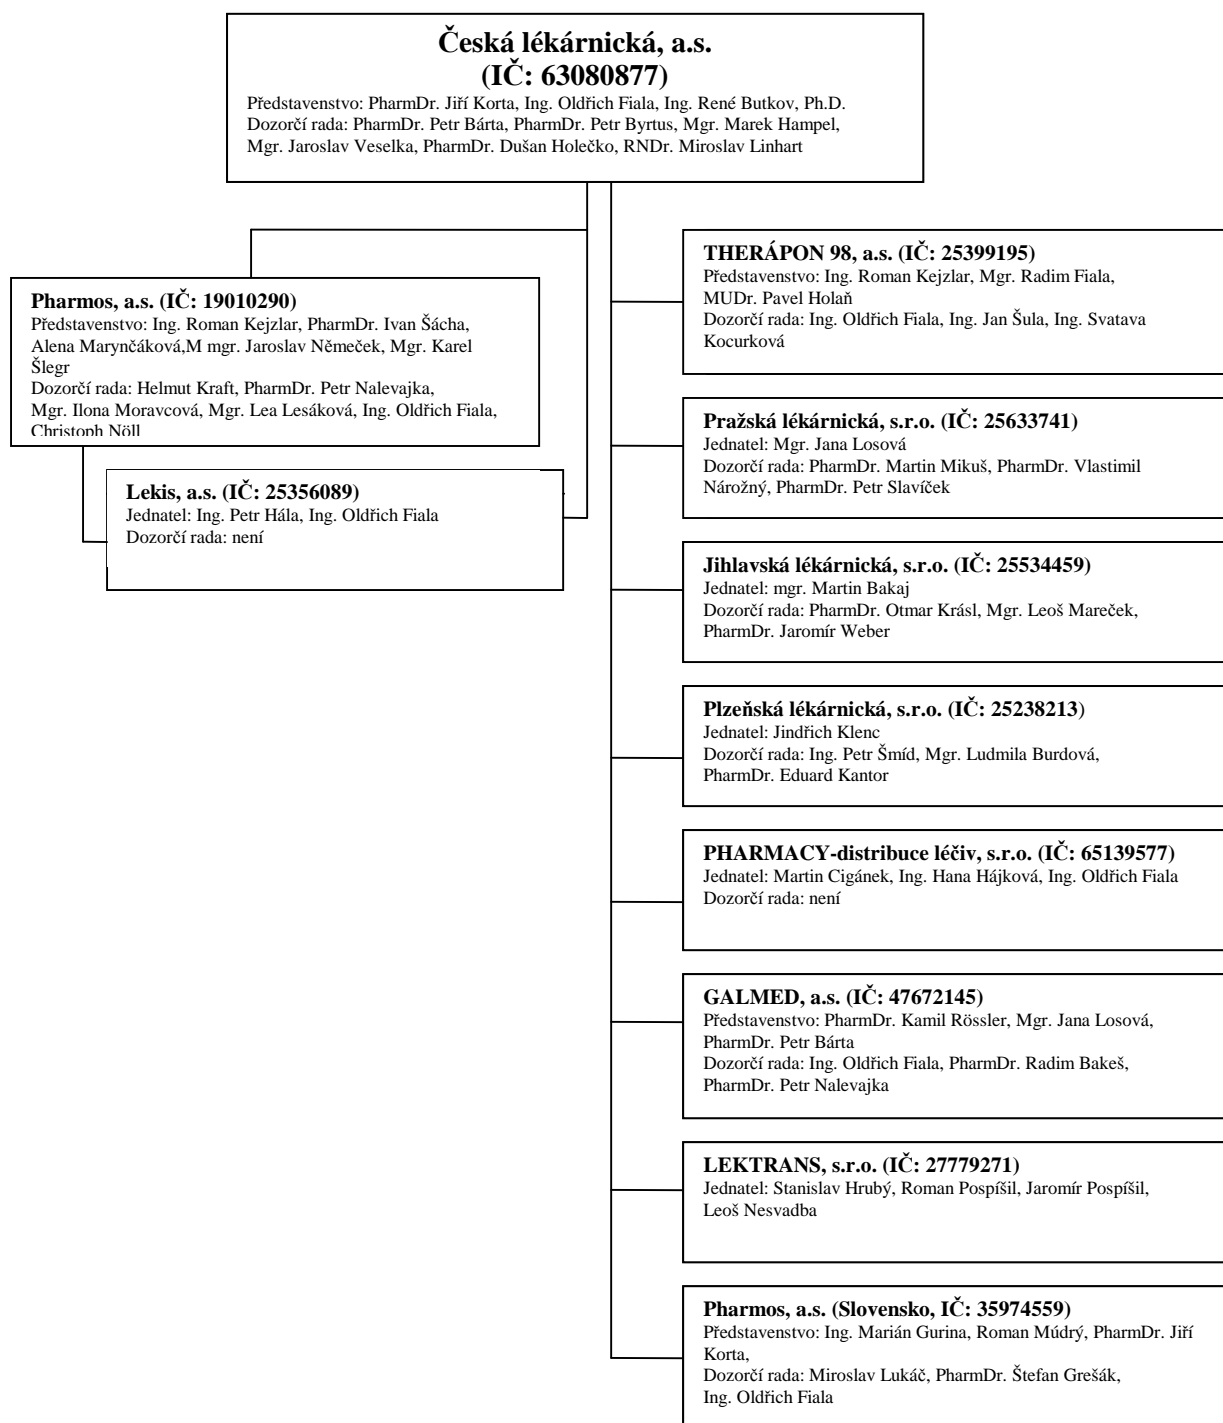 Česká lékárnická, a.s.
(IČ: 63080877)
Představenstvo: PharmDr. Jiří Korta, Ing. Oldřich Fiala, Ing. René Butkov, Ph.D.
Dozorčí rada: PharmDr. Petr Bárta, PharmDr. Petr Byrtus, Mgr. Marek Hampel,
Mgr. Jaroslav Veselka, PharmDr. Dušan Holečko, RNDr. Miroslav Linhart
Pharmos, a.s. (IČ: 19010290)
Představenstvo: Ing. Roman Kejzlar, PharmDr. Ivan Šácha,
Alena Marynčáková,M mgr. Jaroslav Němeček, Mgr. Karel
Šlegr
Dozorčí rada: Helmut Kraft, PharmDr. Petr Nalevajka,
Mgr. Ilona Moravcová, Mgr. Lea Lesáková, Ing. Oldřich Fiala,
Christoph Nöll
Lekis, a.s. (IČ: 25356089)
Jednatel: Ing. Petr Hála, Ing. Oldřich Fiala
Dozorčí rada: není
THERÁPON 98, a.s. (IČ: 25399195)
Představenstvo: Ing. Roman Kejzlar, Mgr. Radim Fiala,
MUDr. Pavel Holaň
Dozorčí rada: Ing. Oldřich Fiala, Ing. Jan Šula, Ing. Svatava
Kocurková
Pražská lékárnická, s.r.o. (IČ: 25633741)
Jednatel: Mgr. Jana Losová
Dozorčí rada: PharmDr. Martin Mikuš, PharmDr. Vlastimil
Nárožný, PharmDr. Petr Slavíček
Jihlavská lékárnická, s.r.o. (IČ: 25534459)
Jednatel: mgr. Martin Bakaj
Dozorčí rada: PharmDr. Otmar Krásl, Mgr. Leoš Mareček,
PharmDr. Jaromír Weber
Plzeňská lékárnická, s.r.o. (IČ: 25238213)
Jednatel: Jindřich Klenc
Dozorčí rada: Ing. Petr Šmíd, Mgr. Ludmila Burdová,
PharmDr. Eduard Kantor
PHARMACY-distribuce léčiv, s.r.o. (IČ: 65139577)
Jednatel: Martin Cigánek, Ing. Hana Hájková, Ing. Oldřich Fiala
Dozorčí rada: není
GALMED, a.s. (IČ: 47672145)
Představenstvo: PharmDr. Kamil Rössler, Mgr. Jana Losová,
PharmDr. Petr Bárta
Dozorčí rada: Ing. Oldřich Fiala, PharmDr. Radim Bakeš,
PharmDr. Petr Nalevajka
LEKTRANS, s.r.o. (IČ: 27779271)
Jednatel: Stanislav Hrubý, Roman Pospíšil, Jaromír Pospíšil,
Leoš Nesvadba
Pharmos, a.s. (Slovensko, IČ: 35974559)
Představenstvo: Ing. Marián Gurina, Roman Múdrý, PharmDr. Jiří
Korta,
Dozorčí rada: Miroslav Lukáč, PharmDr. Štefan Grešák,
Ing. Oldřich Fiala